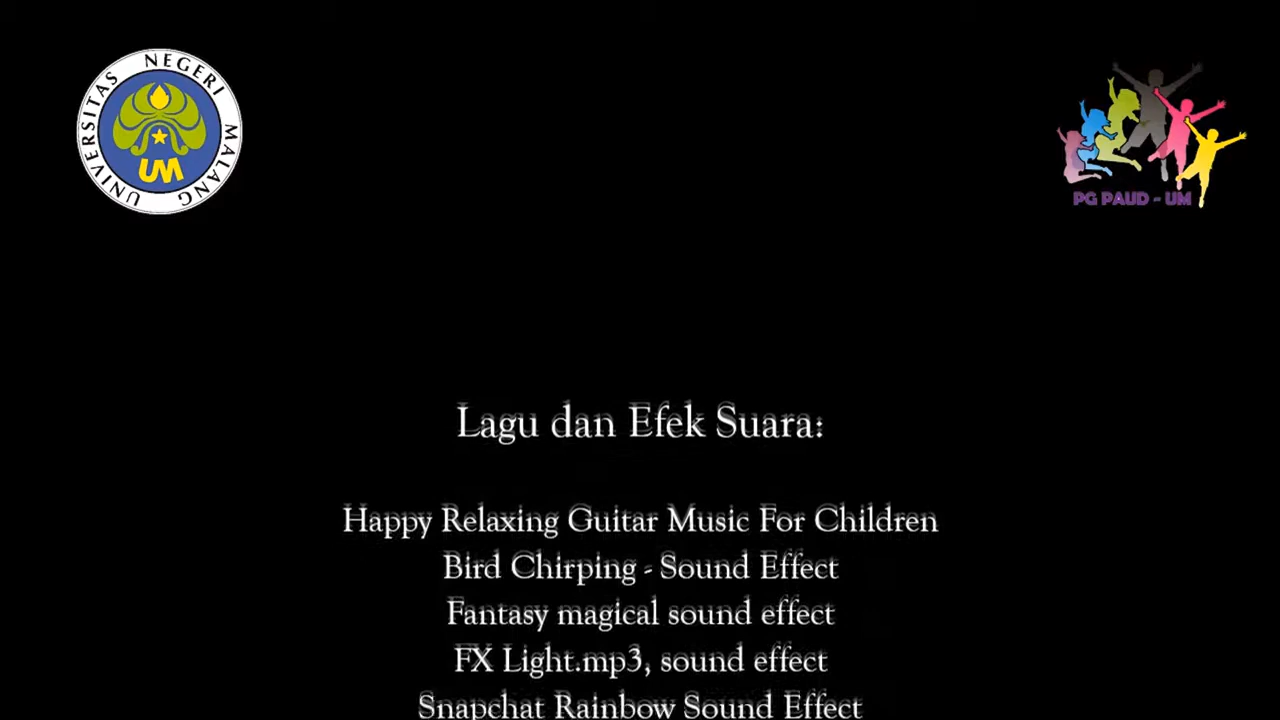 UNIVERSITAS NEGERI MALANG
UM
PG PAUD - UM
Lagu dan Efek Suara:
Happy Relaxing Guitar Music For Children
Bird Chirping - Sound Effect
Fantasy magical sound effect
FX Light.mp3, sound effect
Snapchat Rainbow Sound Effect